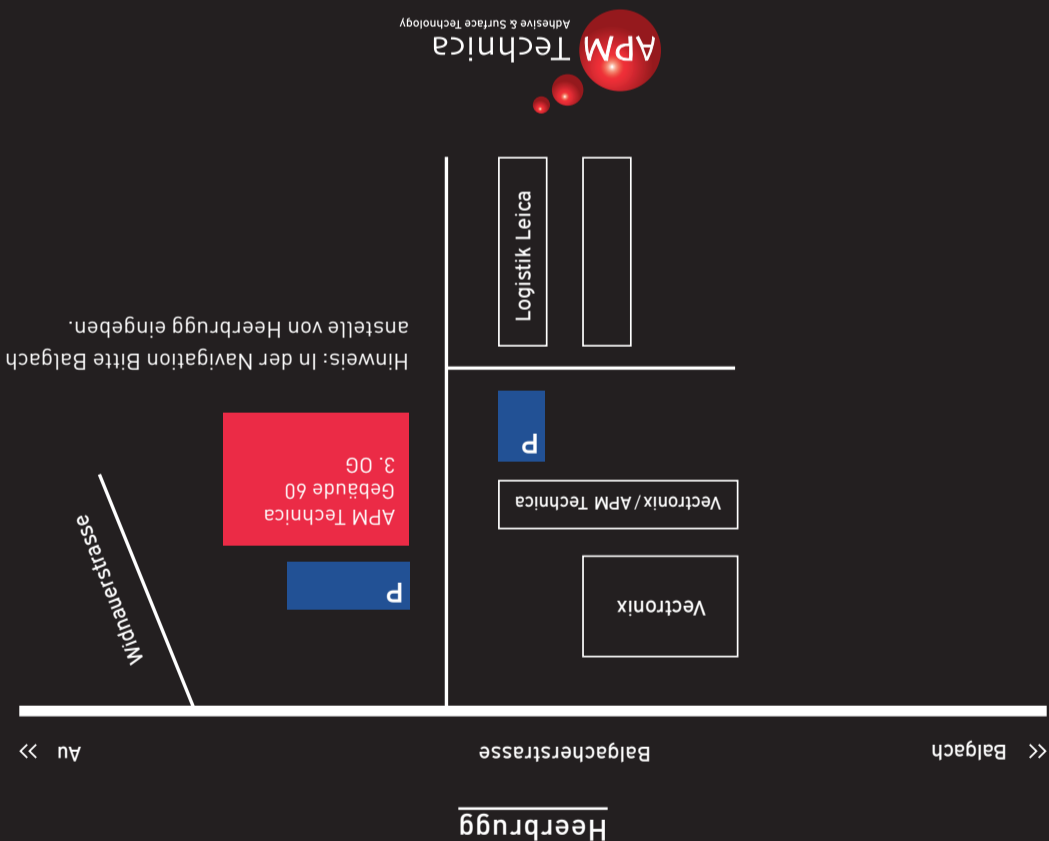 Heerbrugg
<< Balgach
Balgacherstrasse
Au >>
Widnauerstrasse
Vectronix
P
Vectronix / APM Technica
APM Technica
Gebäude 60
3. OG
P
Hinweis: In der Navigation Bitte Balgach
anstelle von Heerbrugg eingeben.
Logistik Leica
APM Technica
Adhesive & Surface Technology